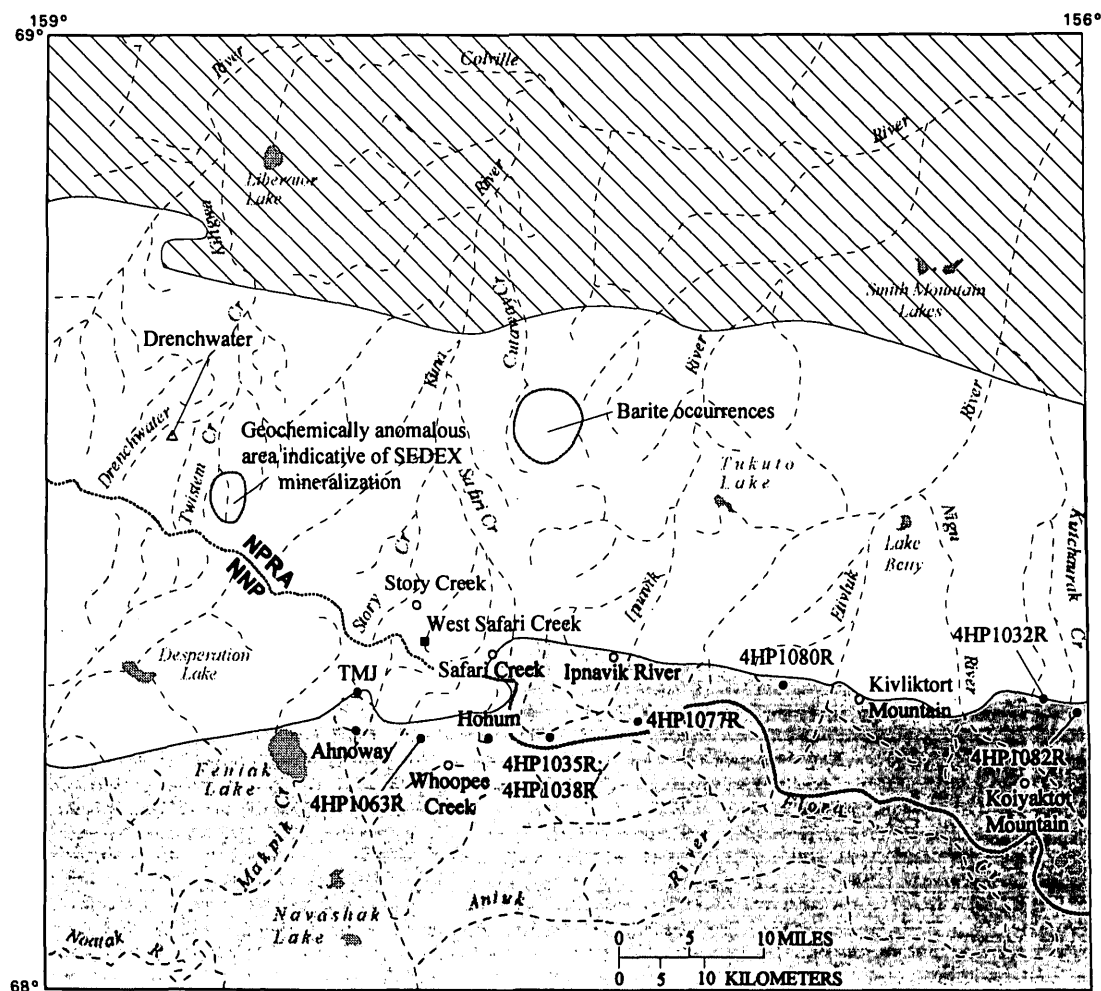 159°
156°
69°
River
Colville
River
Liberator
Lake
River
Kiligwa
Smith Mountain
Lakes
Cutaway Cr
Cr
Drenchwater
Kuna
River
River
Barite occurrences
Drenchwater
Cr
Geochemically anomalous
area indicative of SEDEX
mineralization
Twistem
Safari Cr
Tukuto
Lake
Nigu
Kutchaurak
Lake
Betty
NPRA
NNP
Cr
Story Creek
Story
Ipnavik
Etivluk
West Safari Creek
4HP1032R
Cr
Desperation
Lake
TMJ
Safari Creek
Ipnavik River
4HP1080R
Kivliktort
Mountain
River
Hohum
4HP1077R
Ahnoway
4HP1082R
Feniak
Lake
4HP1063R
Whoopee
Creek
4HP1035R;
4HP1038R
Koiyaktot
Mountain
Makpik
Cr
River
Aniuk
Navashak
Lake
Noatak R
0 5 10 MILES
0 5 10 KILOMETERS
68°